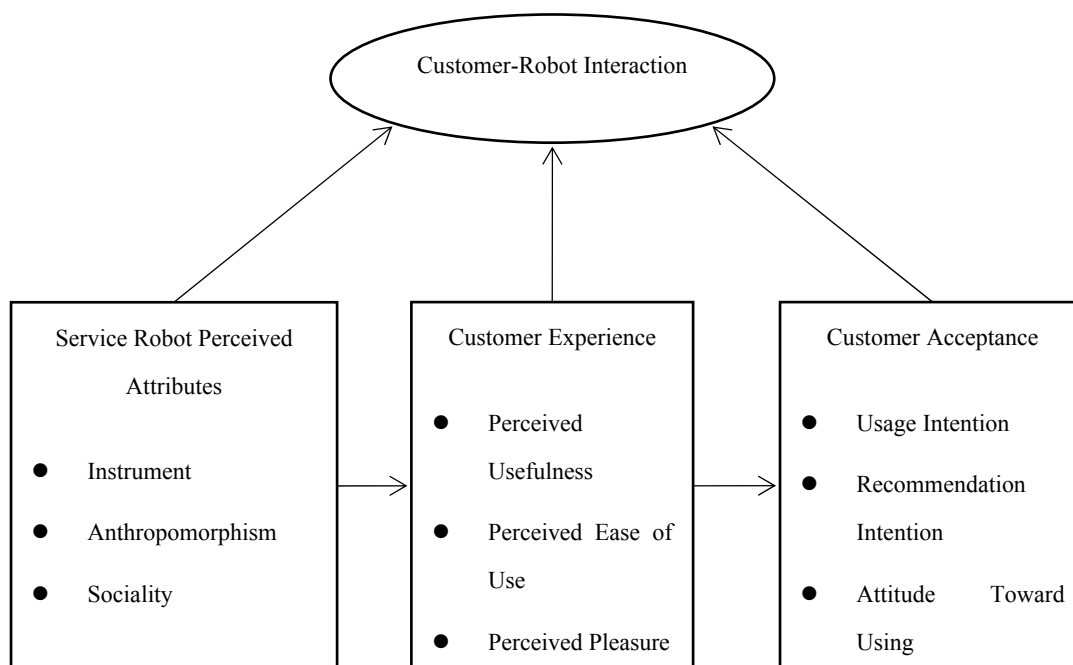 Customer-Robot Interaction
Service Robot Perceived
Attributes
Instrument
Anthropomorphism
Sociality
Customer Experience
Perceived
Usefulness
Perceived Ease of
Use
Perceived Pleasure
Customer Acceptance
Usage Intention
Recommendation
Intention
Attitude Toward
Using